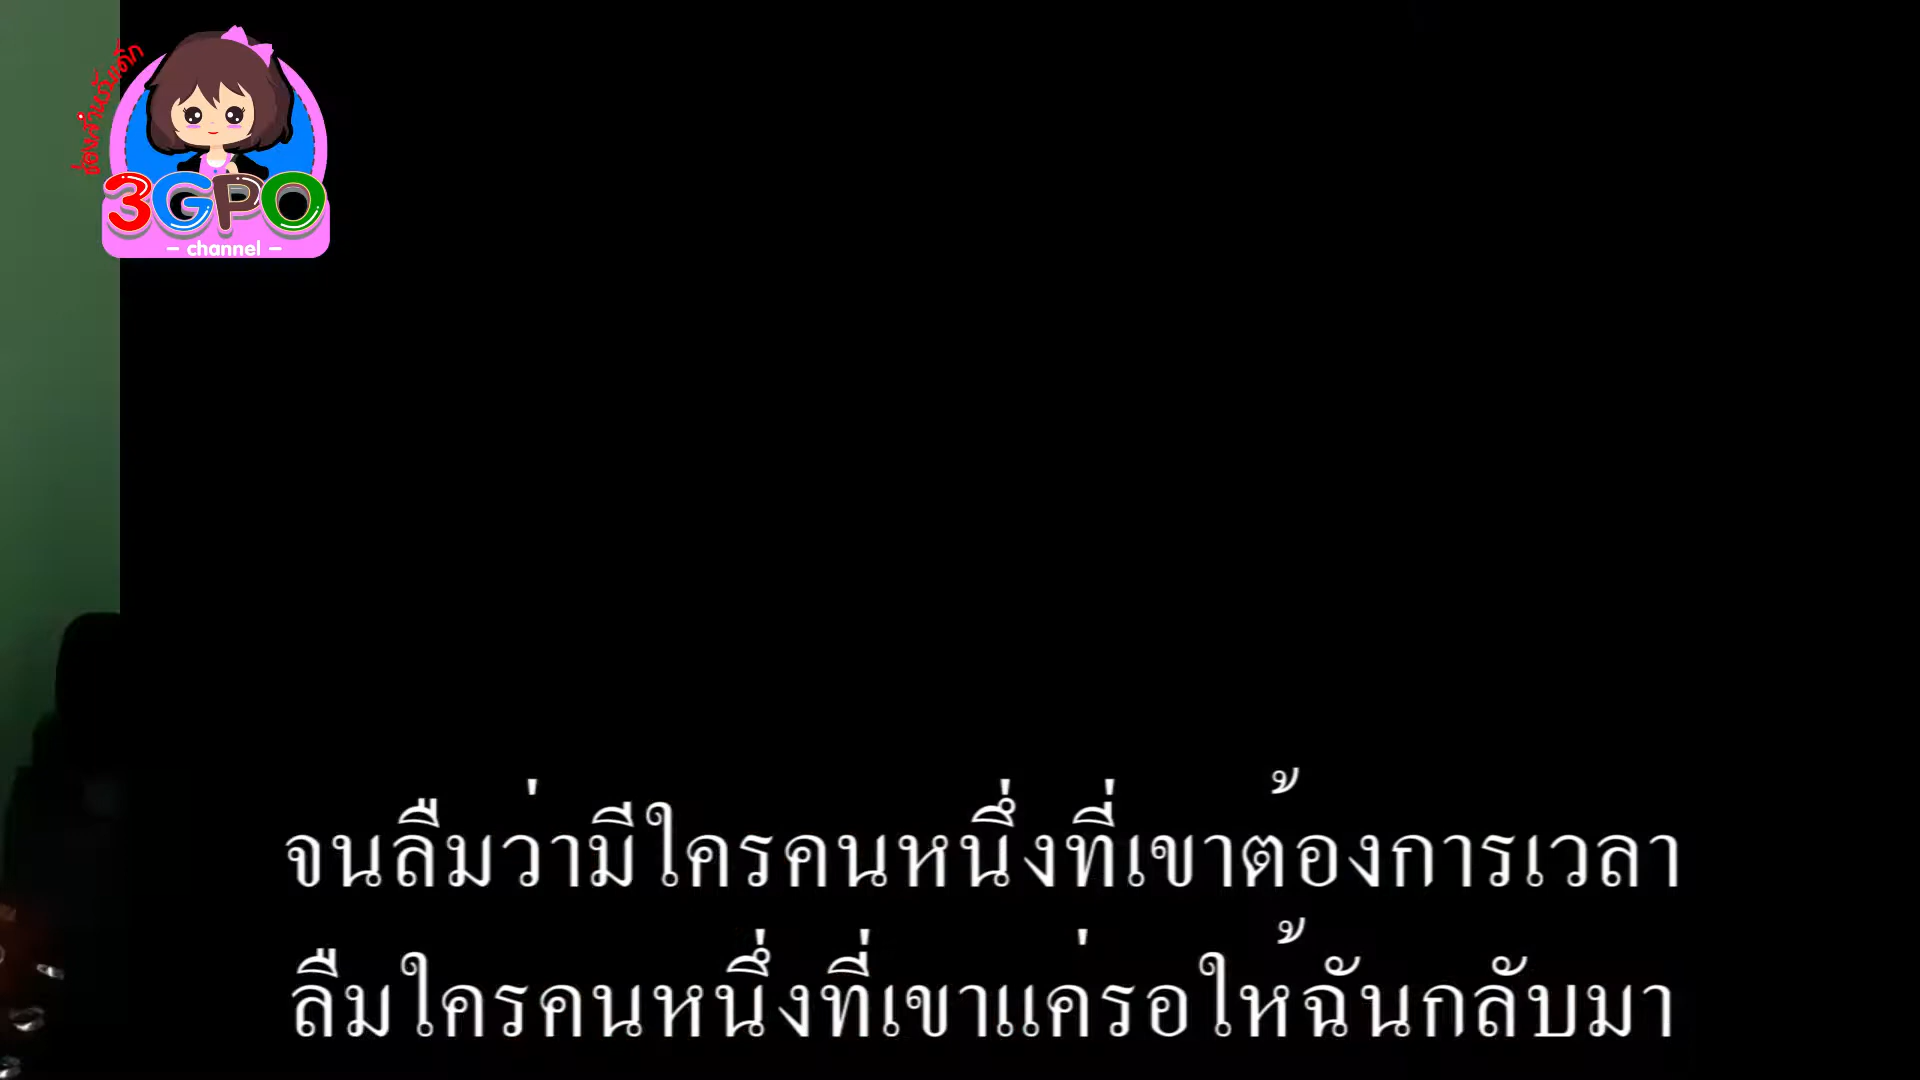 3GPO
– channel –
จนลืมว่ามีใครคนหนึ่งที่เขาต้องการเวลา
ลืมใครคนหนึ่งที่เขาแค่รอให้ฉันกลับมา